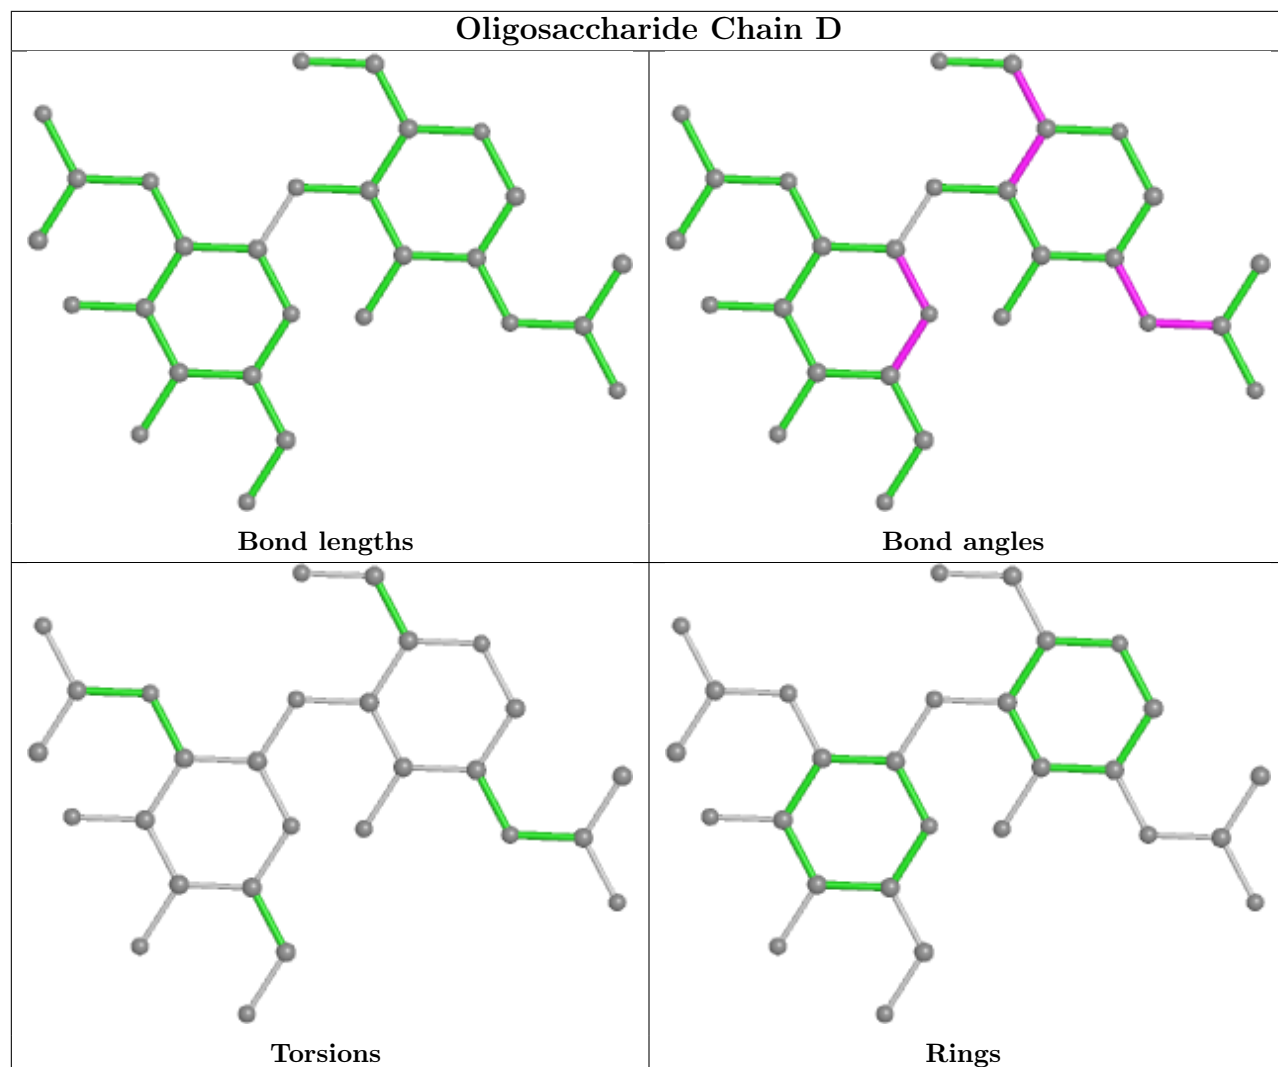 Oligosaccharide Chain D
Bond lengths
Bond angles
Torsions
Rings